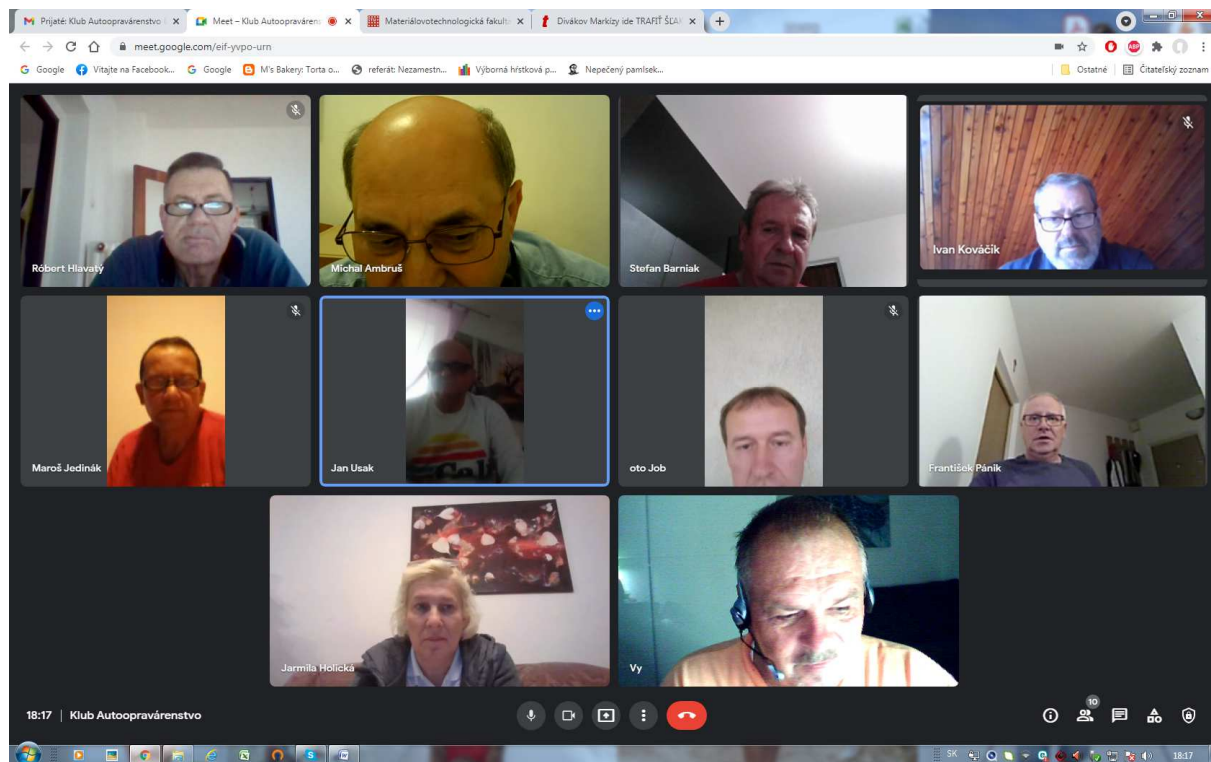 Prijaté: Klub Autoopravárenstvo
Meet – Klub Autoopraváren
Materiálovotechnologická fakult
Divákov Markízy ide TRAFIŤ ŠĽAK
meet.google.com/eif-yvpo-urn
ABP
Google
Vitajte na Facebook...
Google
M's Bakery: Torta o...
referát: Nezamestn...
Výborná hŕstková p...
Nepečený pamlsek...
Ostatné
Čitateľský zoznam
Róbert Hlavatý
Michal Ambruš
Stefan Barniak
Ivan Kováčik
Maroš Jedinák
Jan Usak
oto Job
František Pánik
Jarmila Holická
Vy
18:17 | Klub Autoopravárenstvo
10
SK
18:17